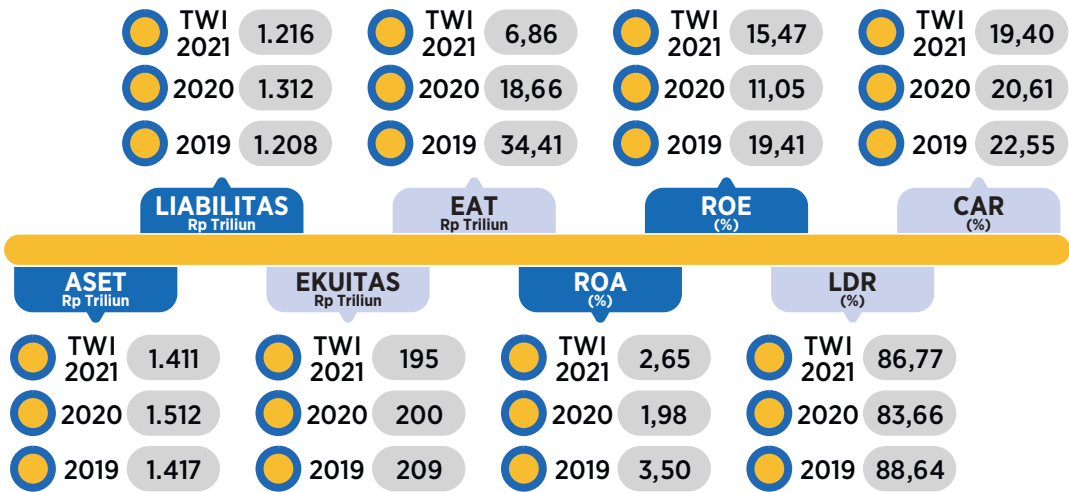 TWI
2021
1.216
2020
1.312
2019
1.208
LIABILITAS
Rp Triliun
TWI
2021
6,86
2020
18,66
2019
34,41
EAT
Rp Triliun
TWI
2021
15,47
2020
11,05
2019
19,41
ROE
(%)
TWI
2021
19,40
2020
20,61
2019
22,55
CAR
(%)
ASET
Rp Triliun
TWI
2021
1.411
2020
1.512
2019
1.417
EKUITAS
Rp Triliun
TWI
2021
195
2020
200
2019
209
ROA
(%)
TWI
2021
2,65
2020
1,98
2019
3,50
LDR
(%)
TWI
2021
86,77
2020
83,66
2019
88,64